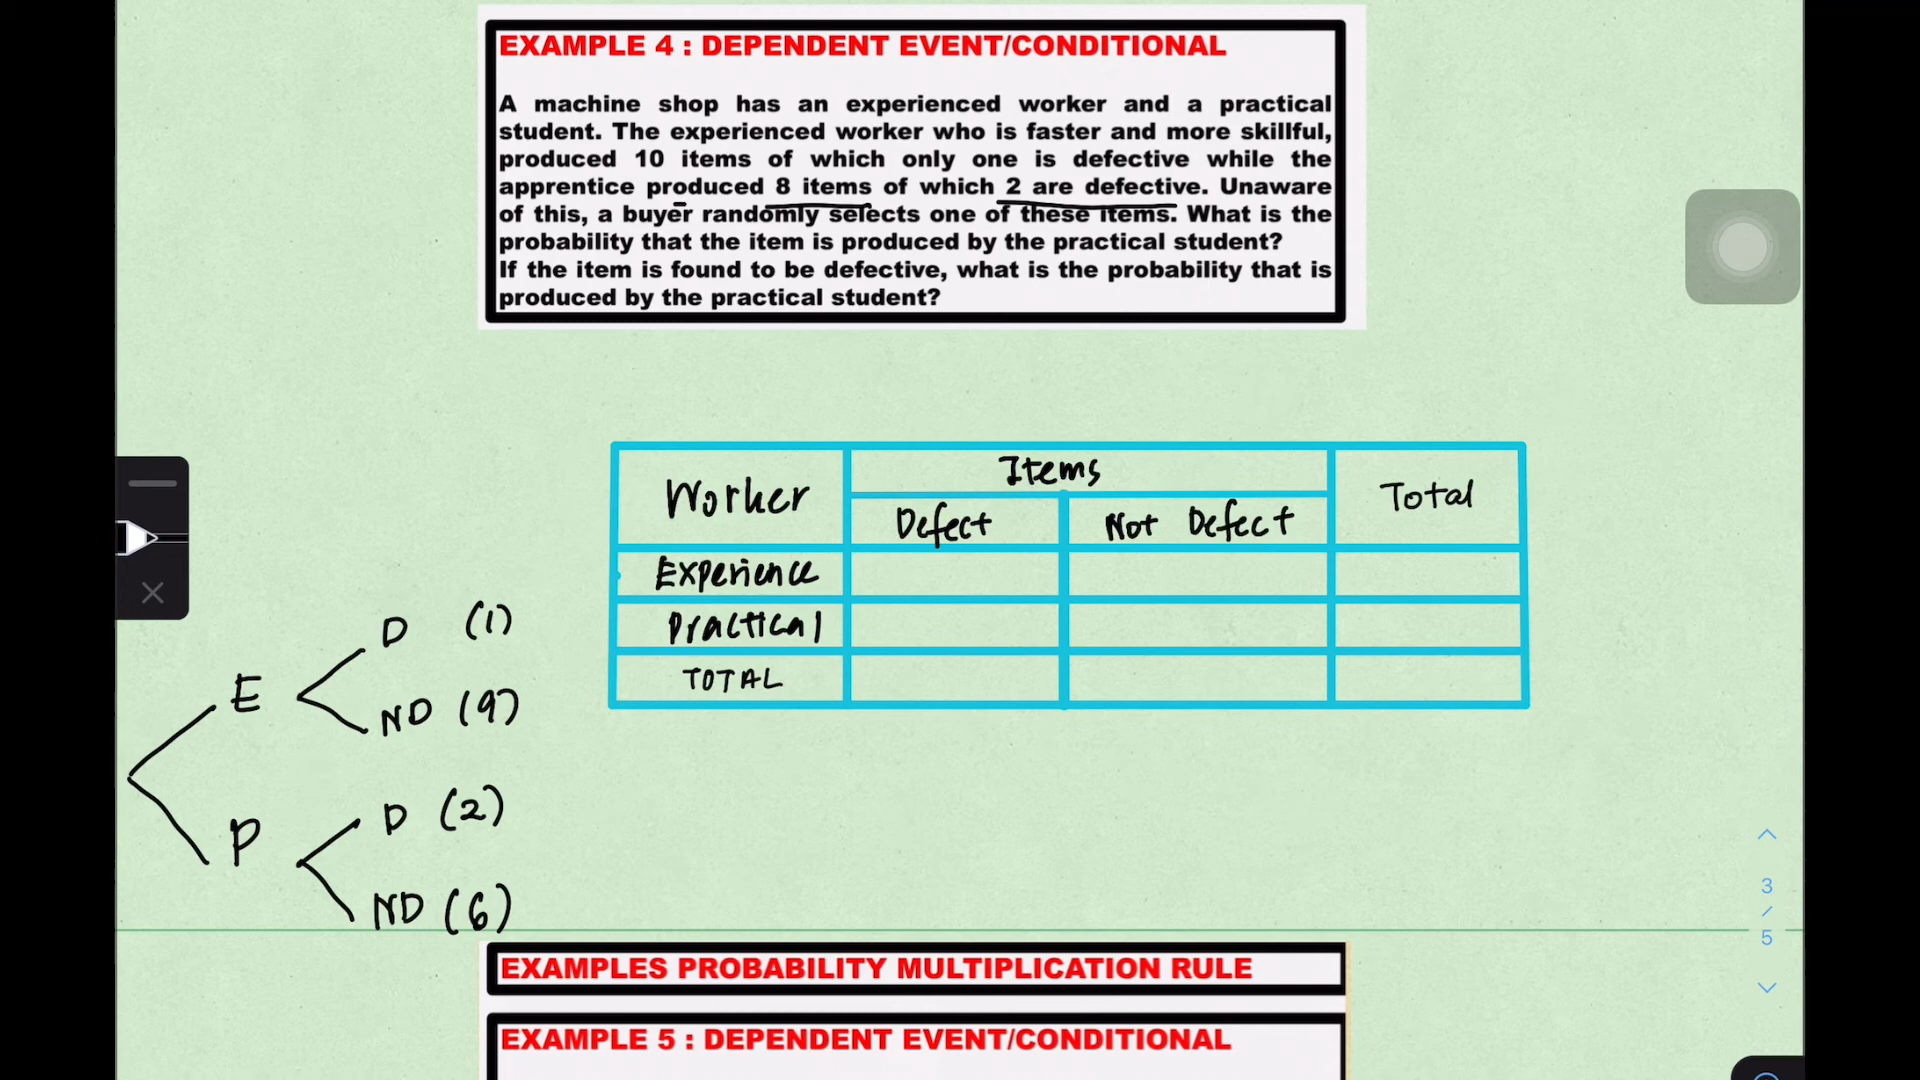 EXAMPLE 4 : DEPENDENT EVENT/CONDITIONAL
A machine shop has an experienced worker and a practical
student. The experienced worker who is faster and more skillful,
produced 10 items of which only one is defective while the
apprentice produced 8 items of which 2 are defective. Unaware
of this, a buyer randomly selects one of these items. What is the
probability that the item is produced by the practical student?
If the item is found to be defective, what is the probability that is
produced by the practical student?
Worker Items Total
Defect Not Defect
Experience
Practical
TOTAL
E D (1)
ND (9)
P D (2)
ND (6)
3
/
5
EXAMPLES PROBABILITY MULTIPLICATION RULE
EXAMPLE 5 : DEPENDENT EVENT/CONDITIONAL